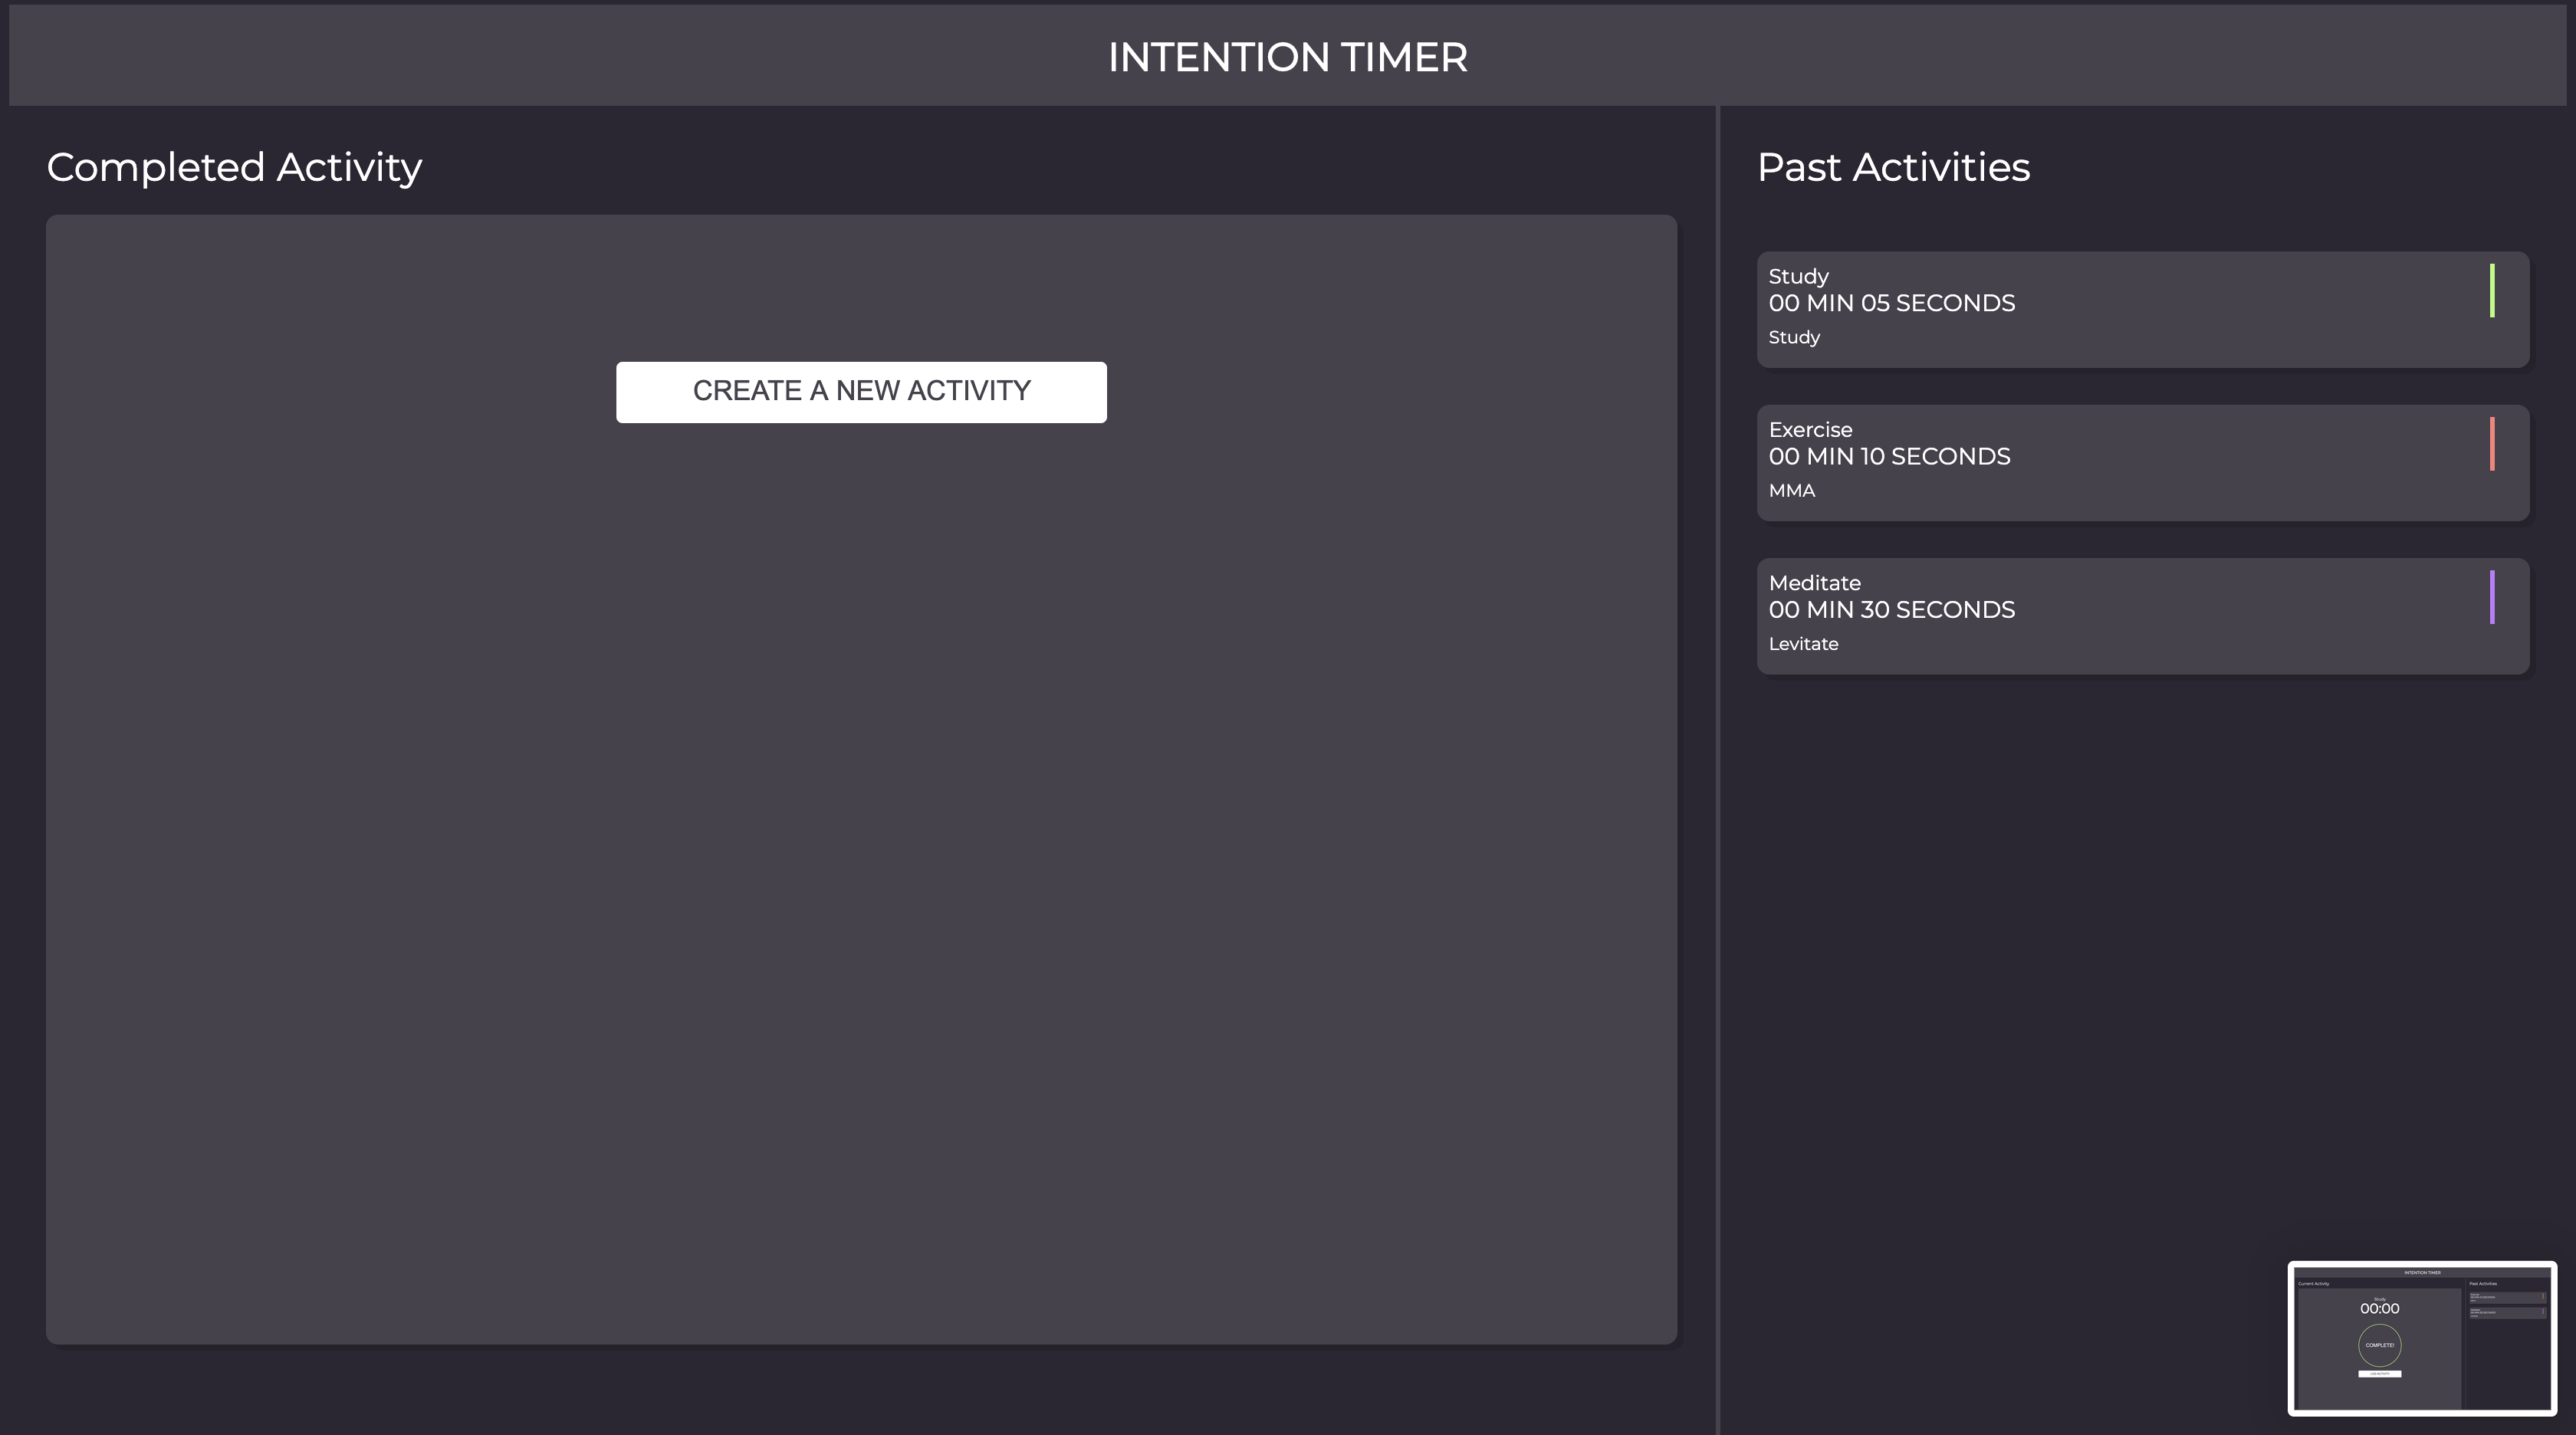 INTENTION TIMER
Completed Activity
CREATE A NEW ACTIVITY
Past Activities
Study
00 MIN 05 SECONDS
Study
Exercise
00 MIN 10 SECONDS
MMA
Meditate
00 MIN 30 SECONDS
Levitate
INTENTION TIMER
Current Activity
Past Activities
Study
00:00
COMPLETE!